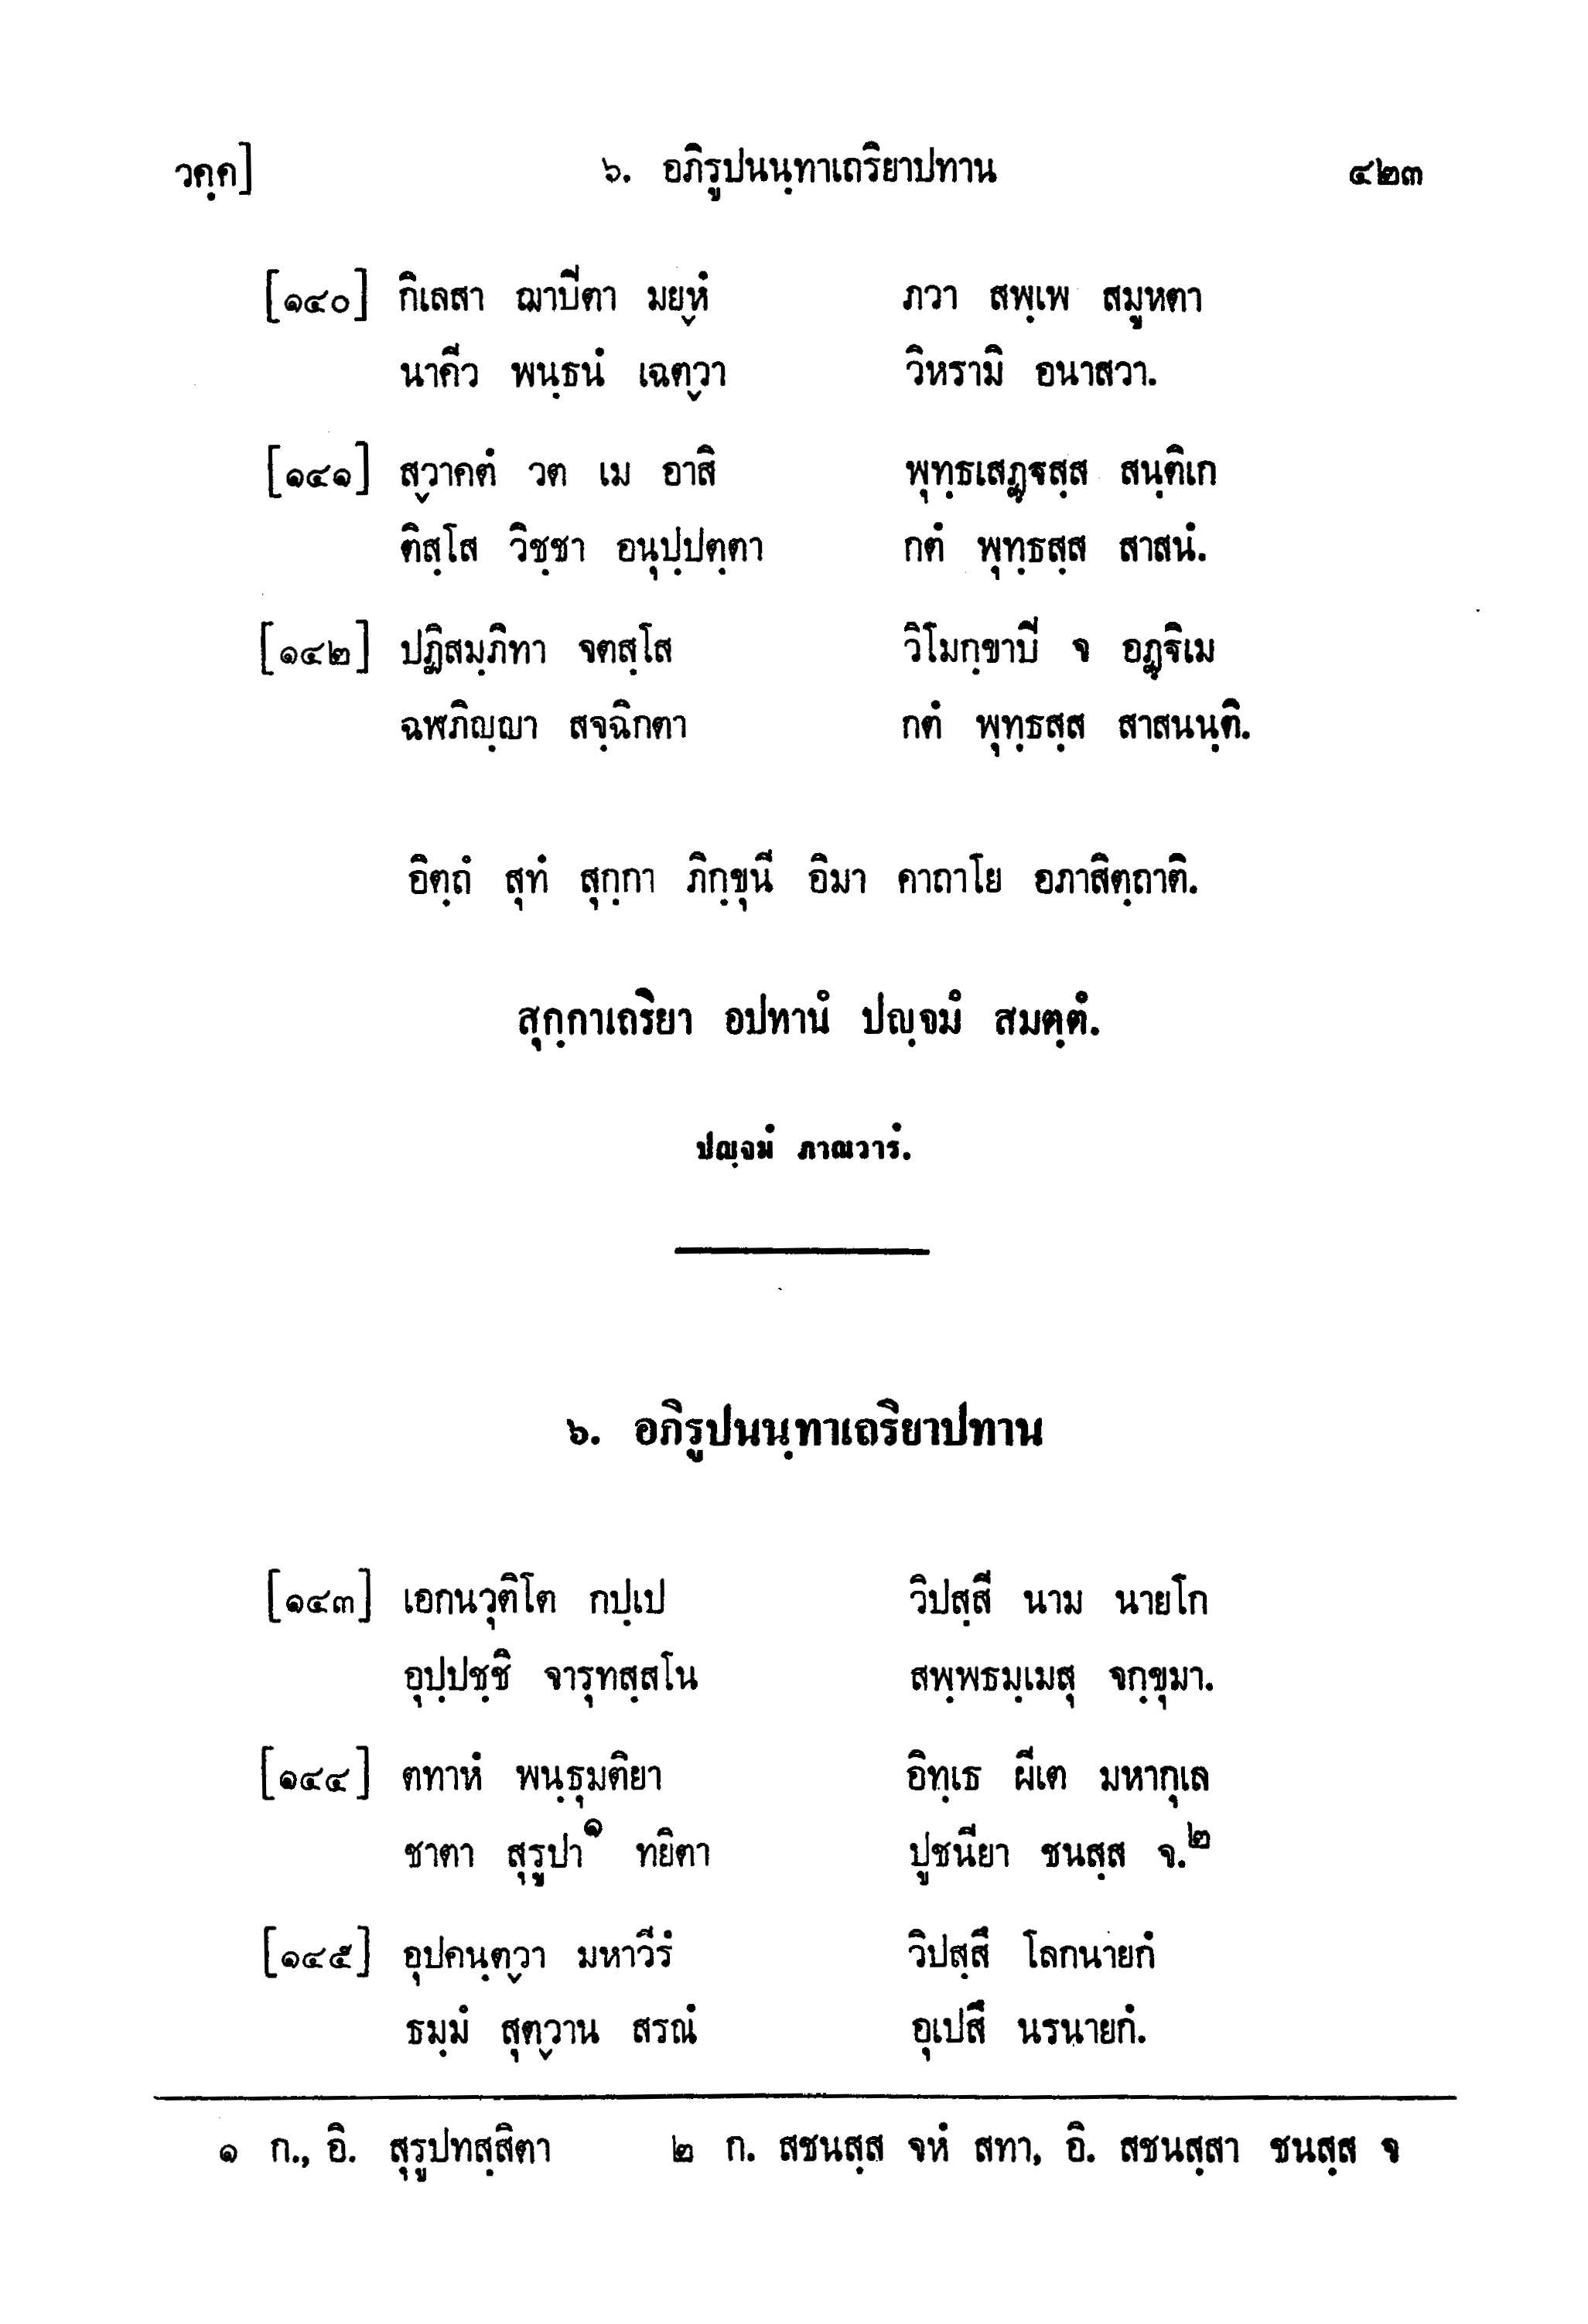 วคฺค] ๖. อภิรูปนนฺทาเถริยาปทาน ๔๒๓
[๑๔๐] กิเลสา ฌาปีตา มยฺหํ ภวา สพฺเพ สมูหตา
นาคีว พนฺธนํ เฉตฺวา วิหรามิ อนาสวา.
[๑๔๑] สฺวาคตํ วต เม อาสิ พุทฺธเสฏฺฐสฺส สนฺติเก
ติสฺโส วิชฺชา อนุปฺปตฺตา กตํ พุทฺธสฺส สาสนํ.
[๑๔๒] ปฏิสมฺภิทา จตสฺโส วิโมกฺขาปี จ อฏฺฐิเม
ฉฬภิญฺญา สจฺฉิกตา กตํ พุทฺธสฺส สาสนนฺติ.
อิตฺถํ สุทํ สุกฺกา ภิกฺขุนี อิมา คาถาโย อภาสิตฺถาติ.
สุกฺกาเถริยา อปทานํ ปญฺจมํ สมตฺตํ.
ปญฺจมํ ภาณวารํ.
๖. อภิรูปนนฺทาเถริยาปทาน
[๑๔๓] เอกนวุติโต กปฺเป วิปสฺสี นาม นายโก
อุปฺปชฺชิ จารุทสฺสโน สพฺพธมฺเมสุ จกฺขุมา.
[๑๔๔] ตทาหํ พนฺธุมติยา อิทฺเธ ผีเต มหากุเล
ชาตา สุรูปา๑ ทยิตา ปูชนียา ชนสฺส จ.๒
[๑๔๕] อุปคนฺตฺวา มหาวีรํ วิปสฺสึ โลกนายกํ
ธมฺมํ สุตฺวาน สรณํ อุเปสึ นรนายกํ.
๑ ก., อิ. สุรูปทสฺสิตา ๒ ก. สชนสฺส จหํ สทา, อิ. สชนสฺสา ชนสฺส จ